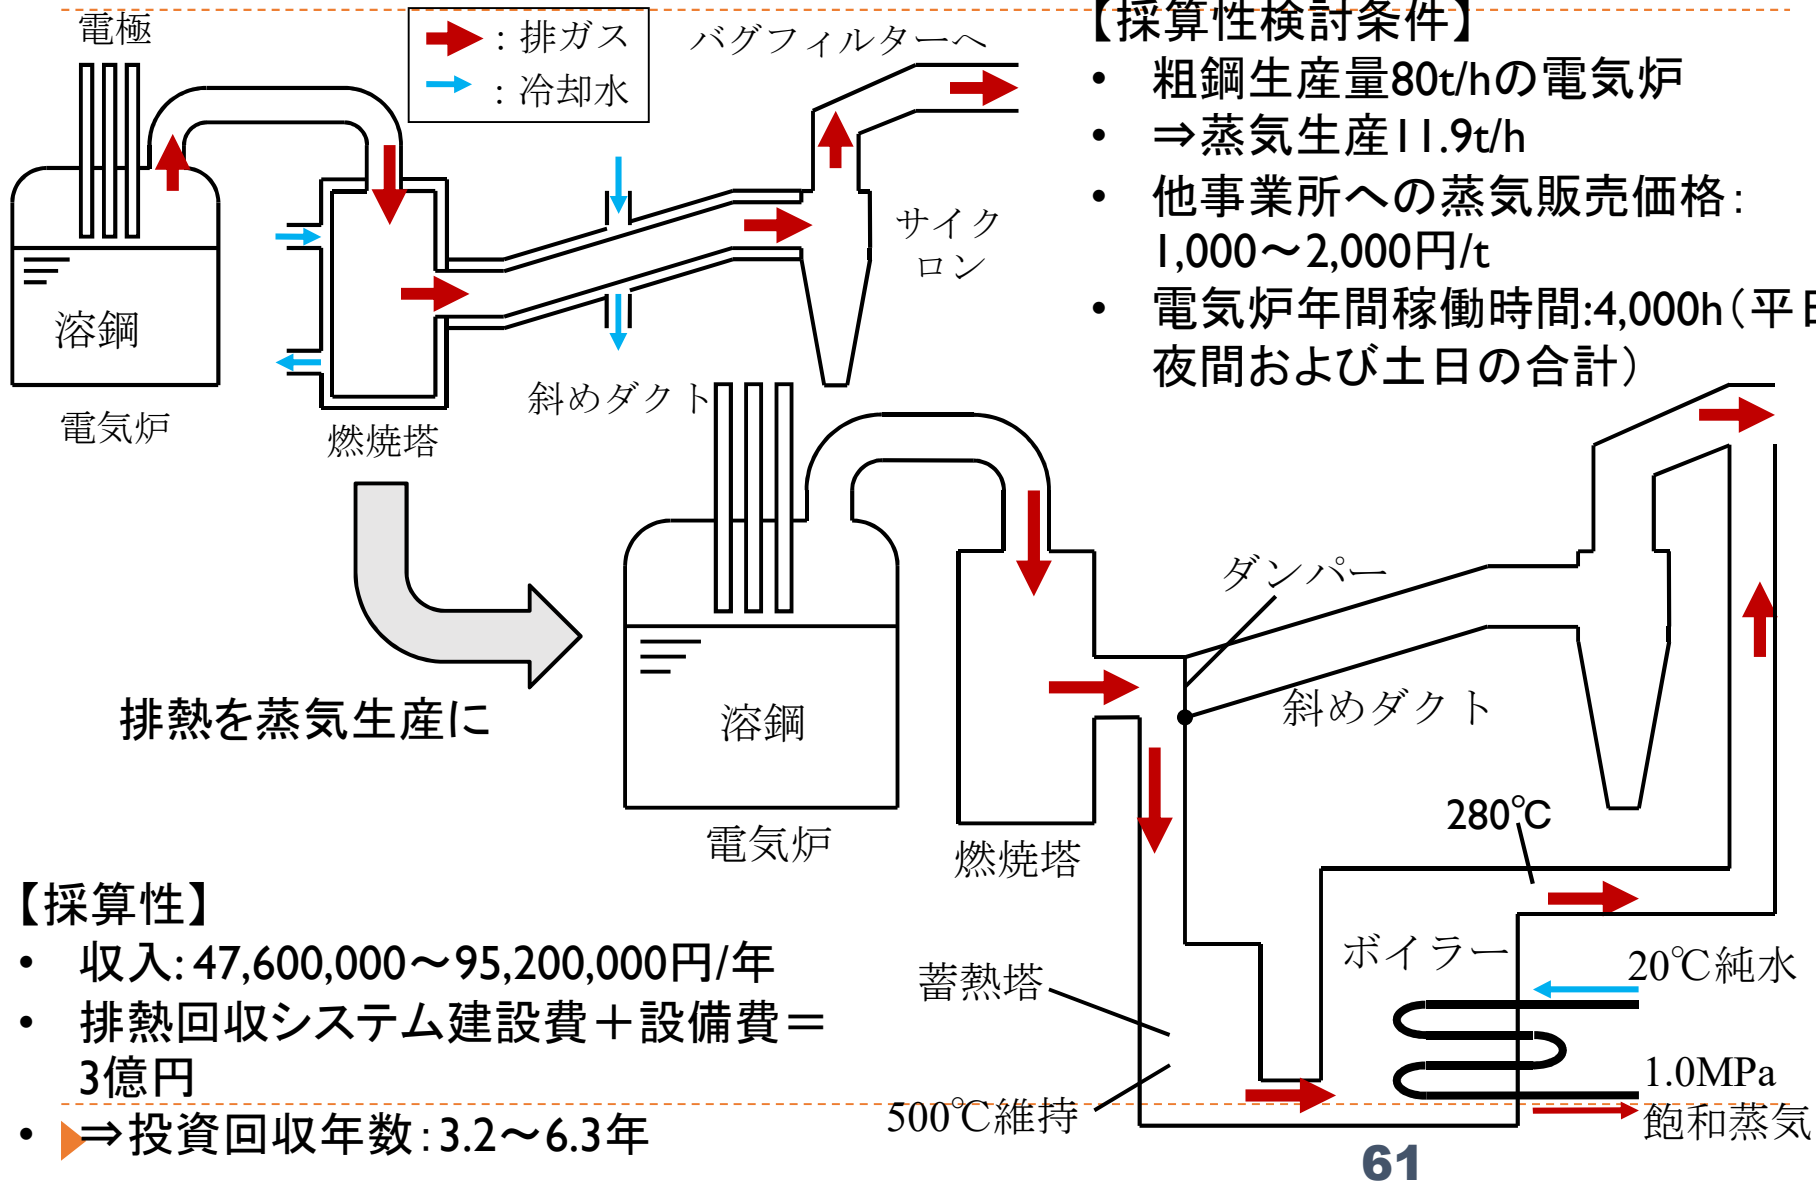 電極
：排ガス
：冷却水
バグフィルターへ
溶鋼
電気炉
燃焼塔
斜めダクト
サイク
ロン
【採算性検討条件】
• 粗鋼生産量80t/hの電気炉
• ⇒蒸気生産11.9t/h
• 他事業所への蒸気販売価格：
1,000～2,000円/t
• 電気炉年間稼働時間:4,000h（平日
夜間および土日の合計）
排熱を蒸気生産に
溶鋼
電気炉
燃焼塔
ダンパー
斜めダクト
280℃
ボイラー
20℃純水
蓄熱塔
500℃維持
1.0MPa
飽和蒸気
【採算性】
• 収入: 47,600,000～95,200,000円/年
• 排熱回収システム建設費＋設備費＝
3億円
• ⇒投資回収年数：3.2～6.3年
61